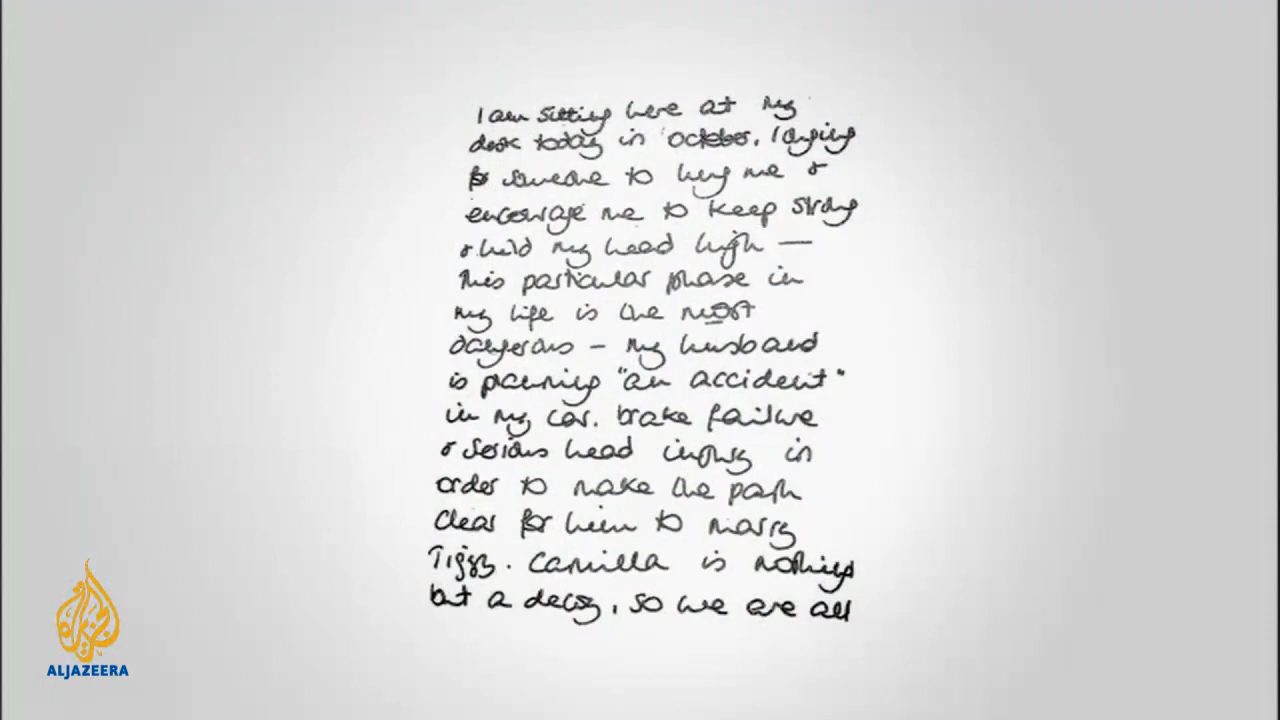 I am sitting here at my
desk today in october, longing
for someone to hug me &
encourage me to keep strong
& hold my head high —
This particular phase in
my life is the most
dangerous — my husband
is planning "an accident"
in my car. brake failure
& serious head injury in
order to make the path
clear for him to marry
Tiggy. Camilla is nothing
but a decoy, so we are all
ALJAZEERA